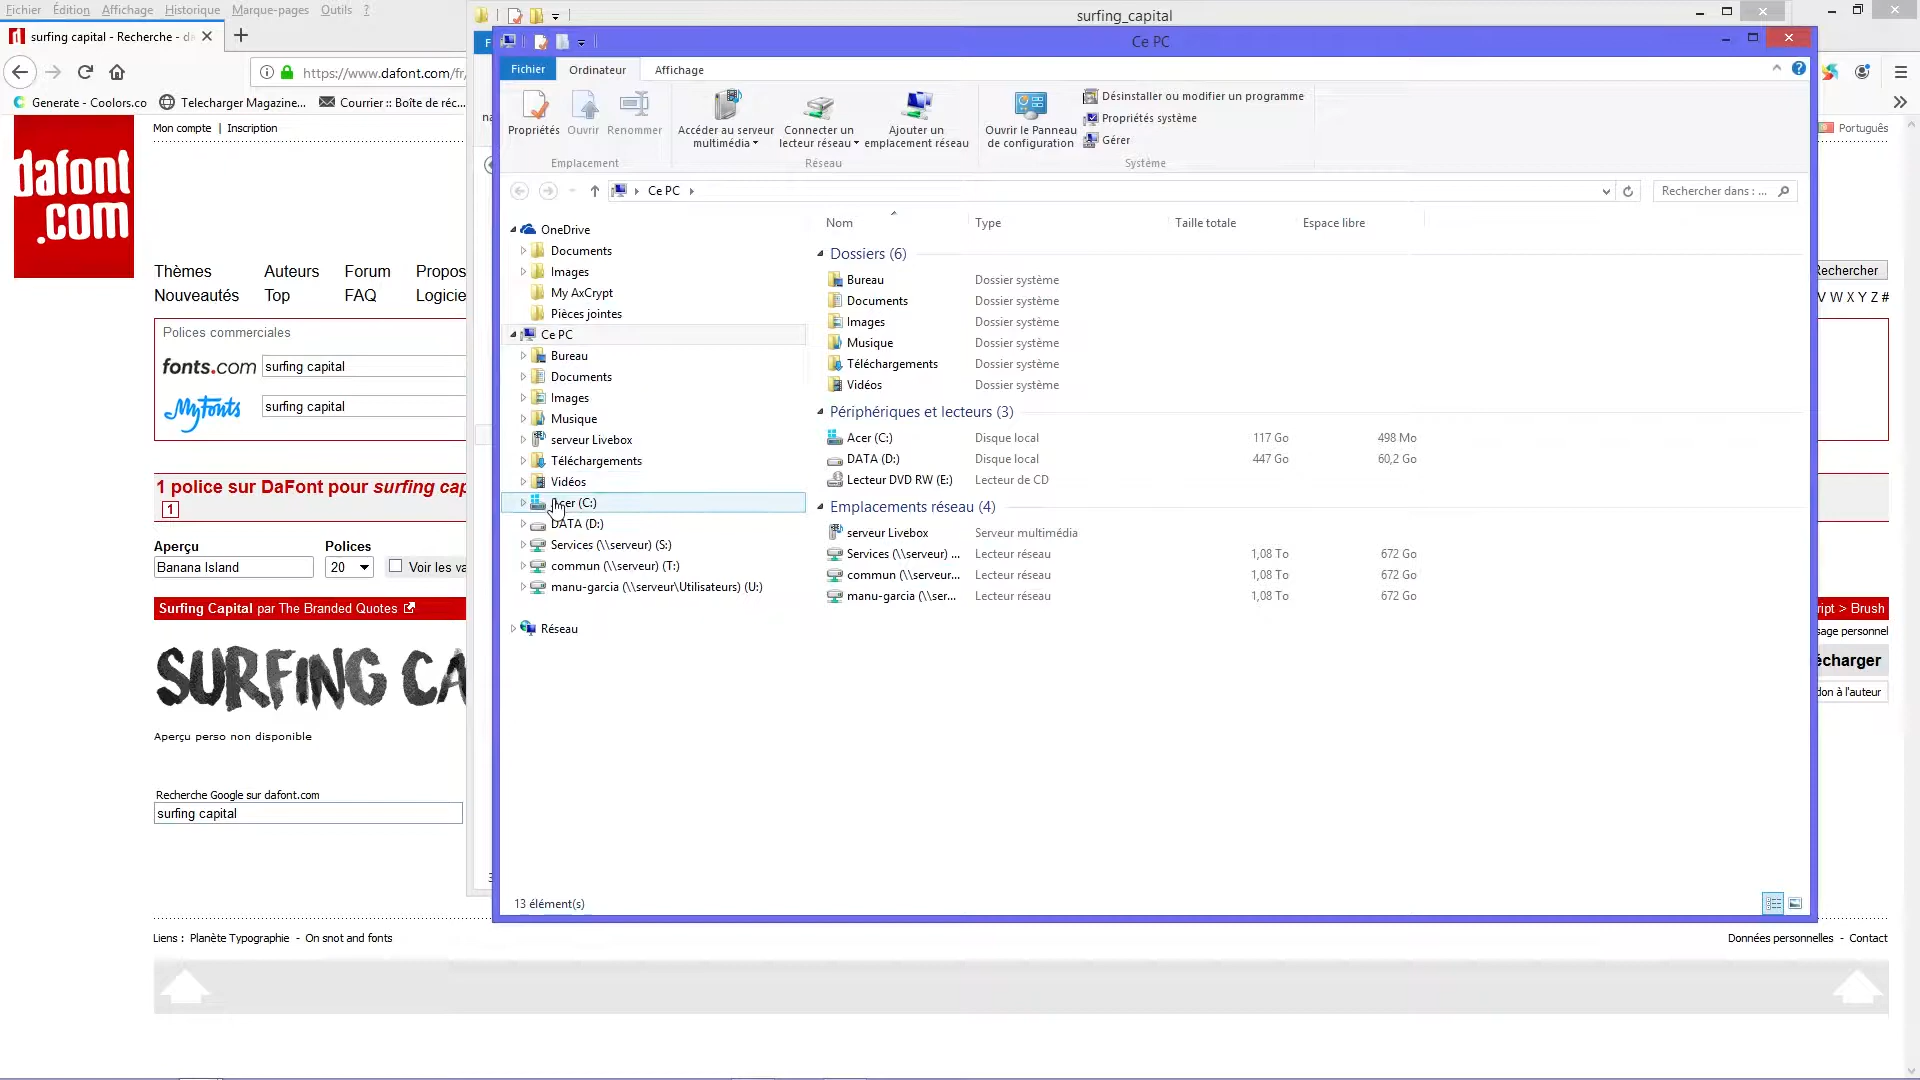 Fichier Édition Affichage Historique Marque-pages Outils ?
surfing capital - Recherche - da
https://www.dafont.com/fr/
Generate - Coolors.co Telecharger Magazine... Courrier :: Boîte de réc...
dafont
.com
Mon compte | Inscription
Thèmes Auteurs Forum Propos
Nouveautés Top FAQ Logicie
Polices commerciales
fonts.com surfing capital
MyFonts surfing capital
1 police sur DaFont pour surfing cap
1
Aperçu Polices
Banana Island 20 Voir les va
Surfing Capital par The Branded Quotes
SURFING CA
Aperçu perso non disponible
Recherche Google sur dafont.com
surfing capital
Liens : Planète Typographie - On snot and fonts
Données personnelles - Contact
surfing_capital
F
na
Ce PC
Fichier Ordinateur Affichage
Propriétés Ouvrir Renommer
Emplacement
Accéder au serveur
multimédia
Connecter un
lecteur réseau
Ajouter un
emplacement réseau
Réseau
Ouvrir le Panneau
de configuration
Désinstaller ou modifier un programme
Propriétés système
Gérer
Système
Ce PC
Rechercher dans : ...
OneDrive
Documents
Images
My AxCrypt
Pièces jointes
Ce PC
Bureau
Documents
Images
Musique
serveur Livebox
Téléchargements
Vidéos
Acer (C:)
DATA (D:)
Services (\\serveur) (S:)
commun (\\serveur) (T:)
manu-garcia (\\serveur\Utilisateurs) (U:)
Réseau
Nom Type Taille totale Espace libre
Dossiers (6)
Bureau Dossier système
Documents Dossier système
Images Dossier système
Musique Dossier système
Téléchargements Dossier système
Vidéos Dossier système
Périphériques et lecteurs (3)
Acer (C:) Disque local 117 Go 498 Mo
DATA (D:) Disque local 447 Go 60,2 Go
Lecteur DVD RW (E:) Lecteur de CD
Emplacements réseau (4)
serveur Livebox Serveur multimédia
Services (\\serveur) ... Lecteur réseau 1,08 To 672 Go
commun (\\serveur... Lecteur réseau 1,08 To 672 Go
manu-garcia (\\ser... Lecteur réseau 1,08 To 672 Go
13 élément(s)
Português
Rechercher
V W X Y Z #
ript > Brush
sage personnel
écharger
don à l'auteur